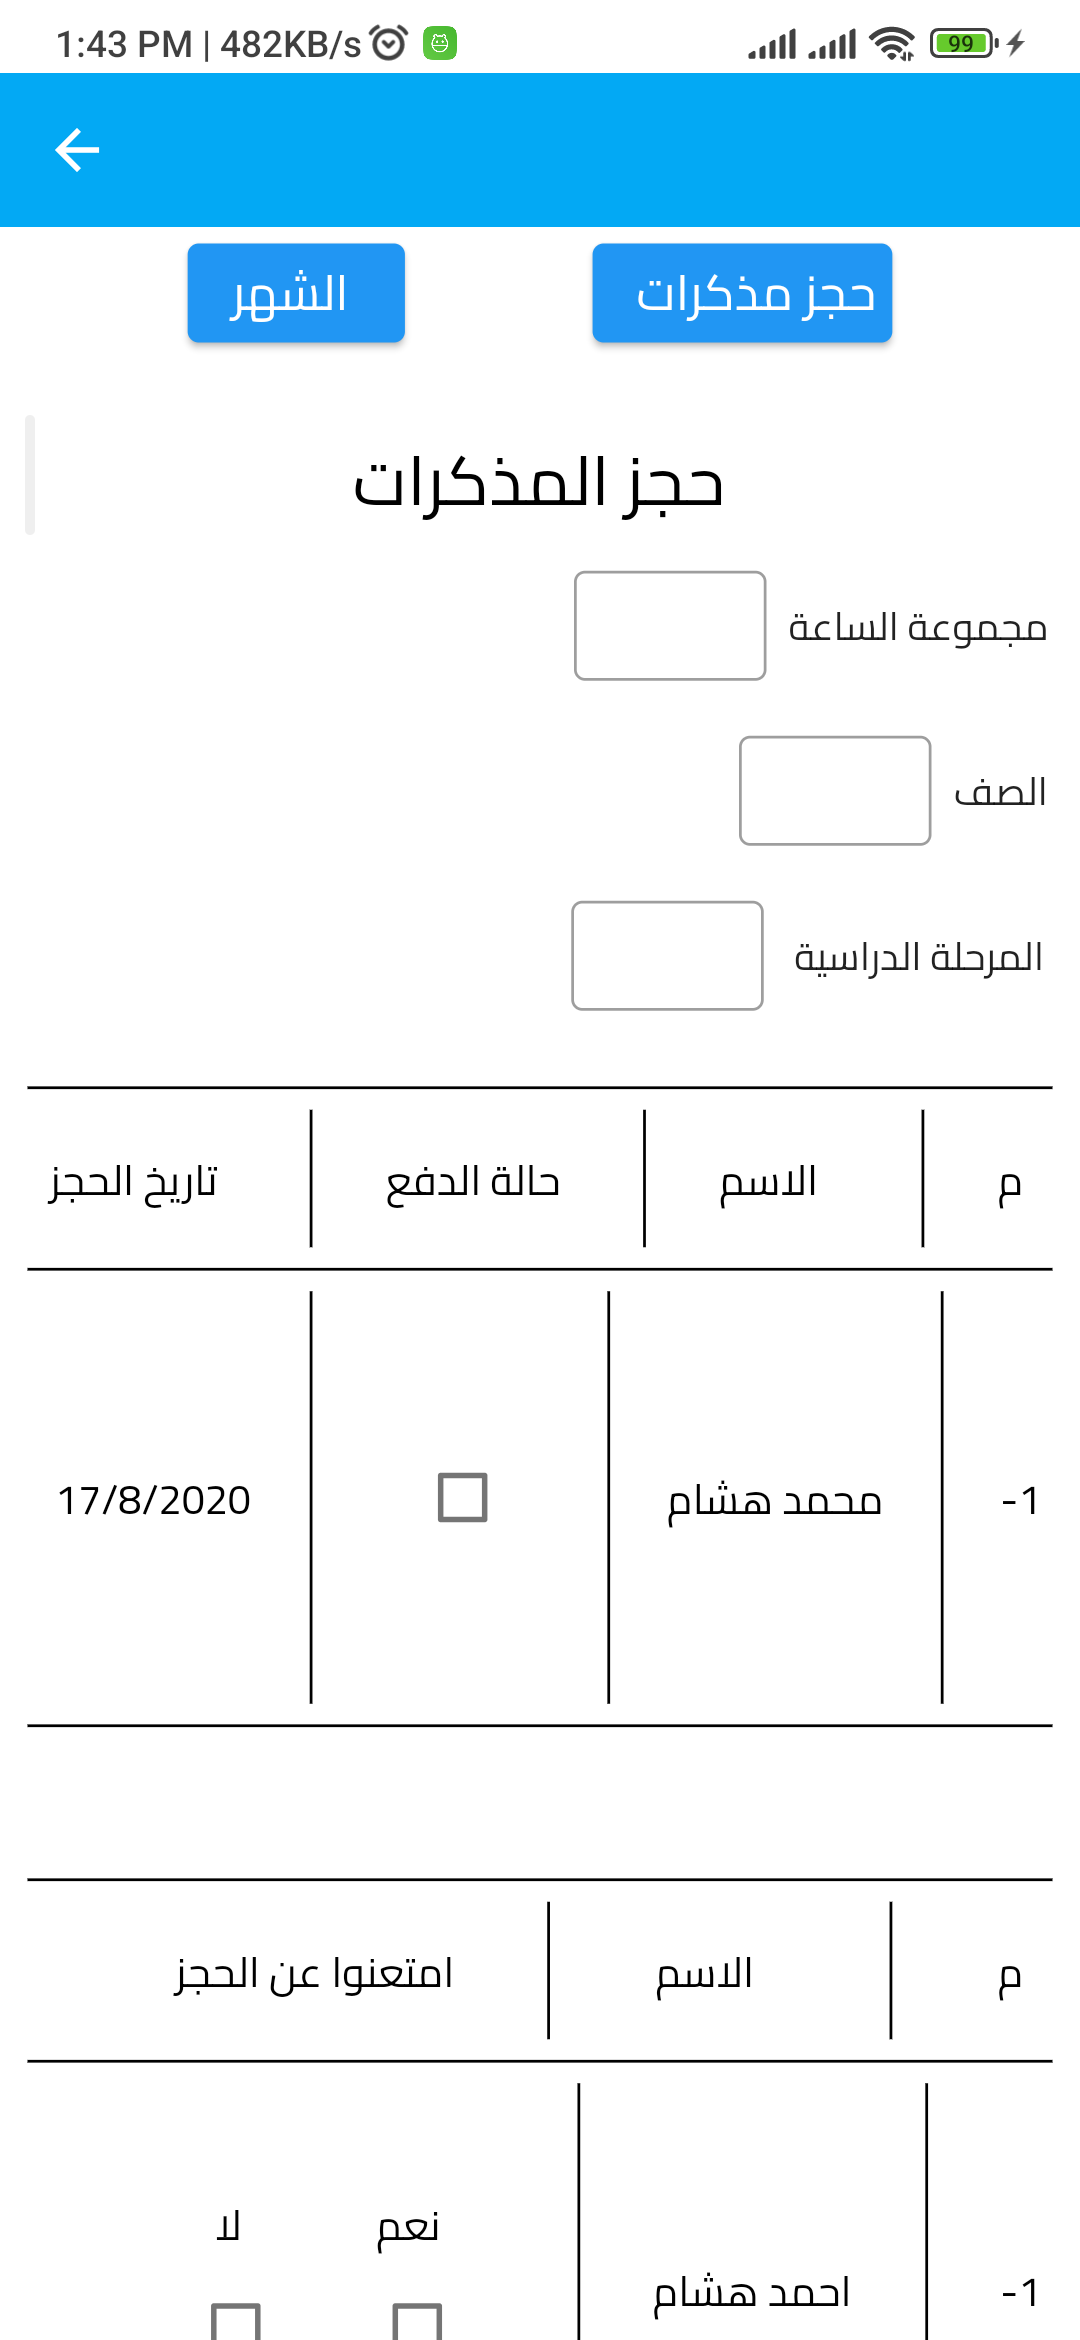 1:43 PM | 482KB/s
99
حجز مذكرات
الشهر
حجز المذكرات
مجموعة الساعة
الصف
المرحلة الدراسية
م الاسم حالة الدفع تاريخ الحجز
-1 محمد هشام 17/8/2020
م الاسم امتعنوا عن الحجز
نعم لا
-1 احمد هشام